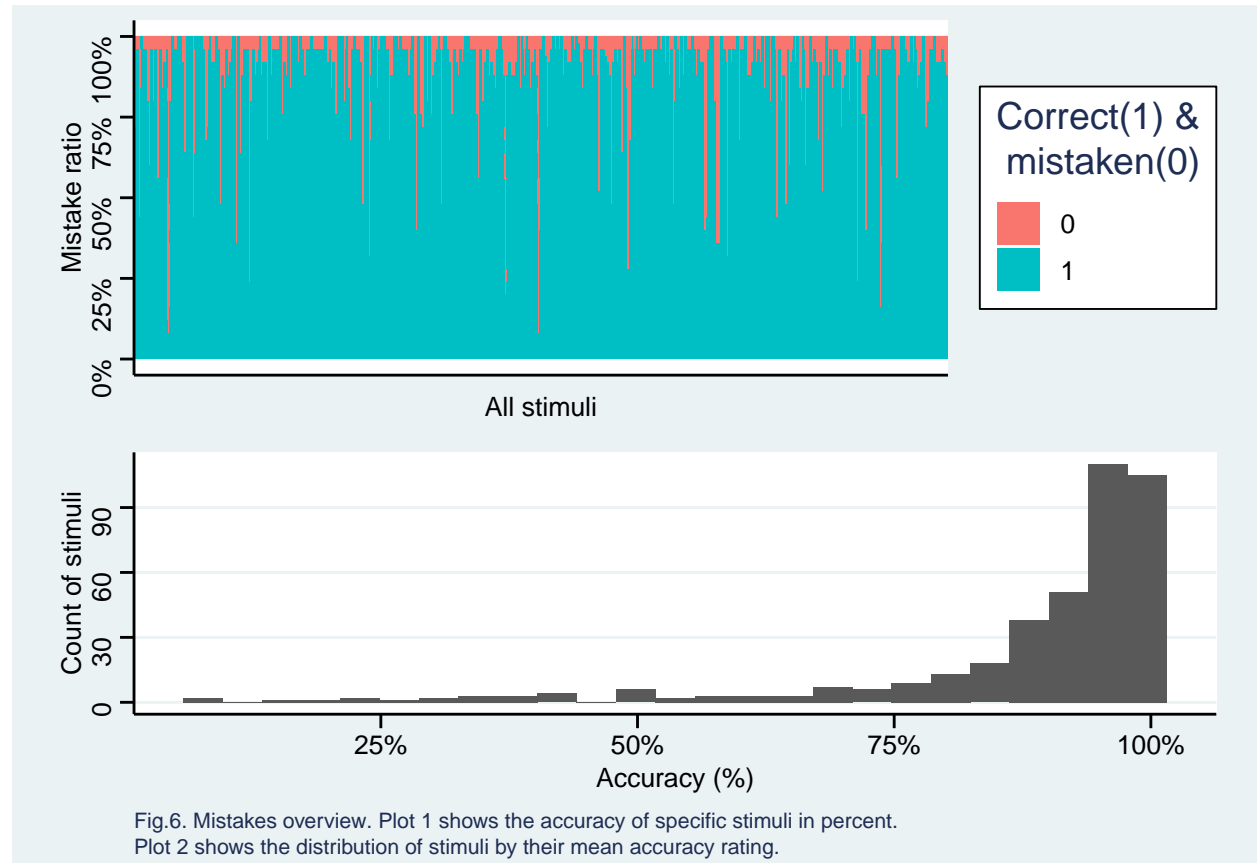 Mistake ratio
100%
75%
50%
25%
0%
All stimuli
Correct(1) &
mistaken(0)
0
1
Count of stimuli
90
60
30
0
25%
50%
75%
100%
Accuracy (%)
Fig.6. Mistakes overview. Plot 1 shows the accuracy of specific stimuli in percent.
Plot 2 shows the distribution of stimuli by their mean accuracy rating.